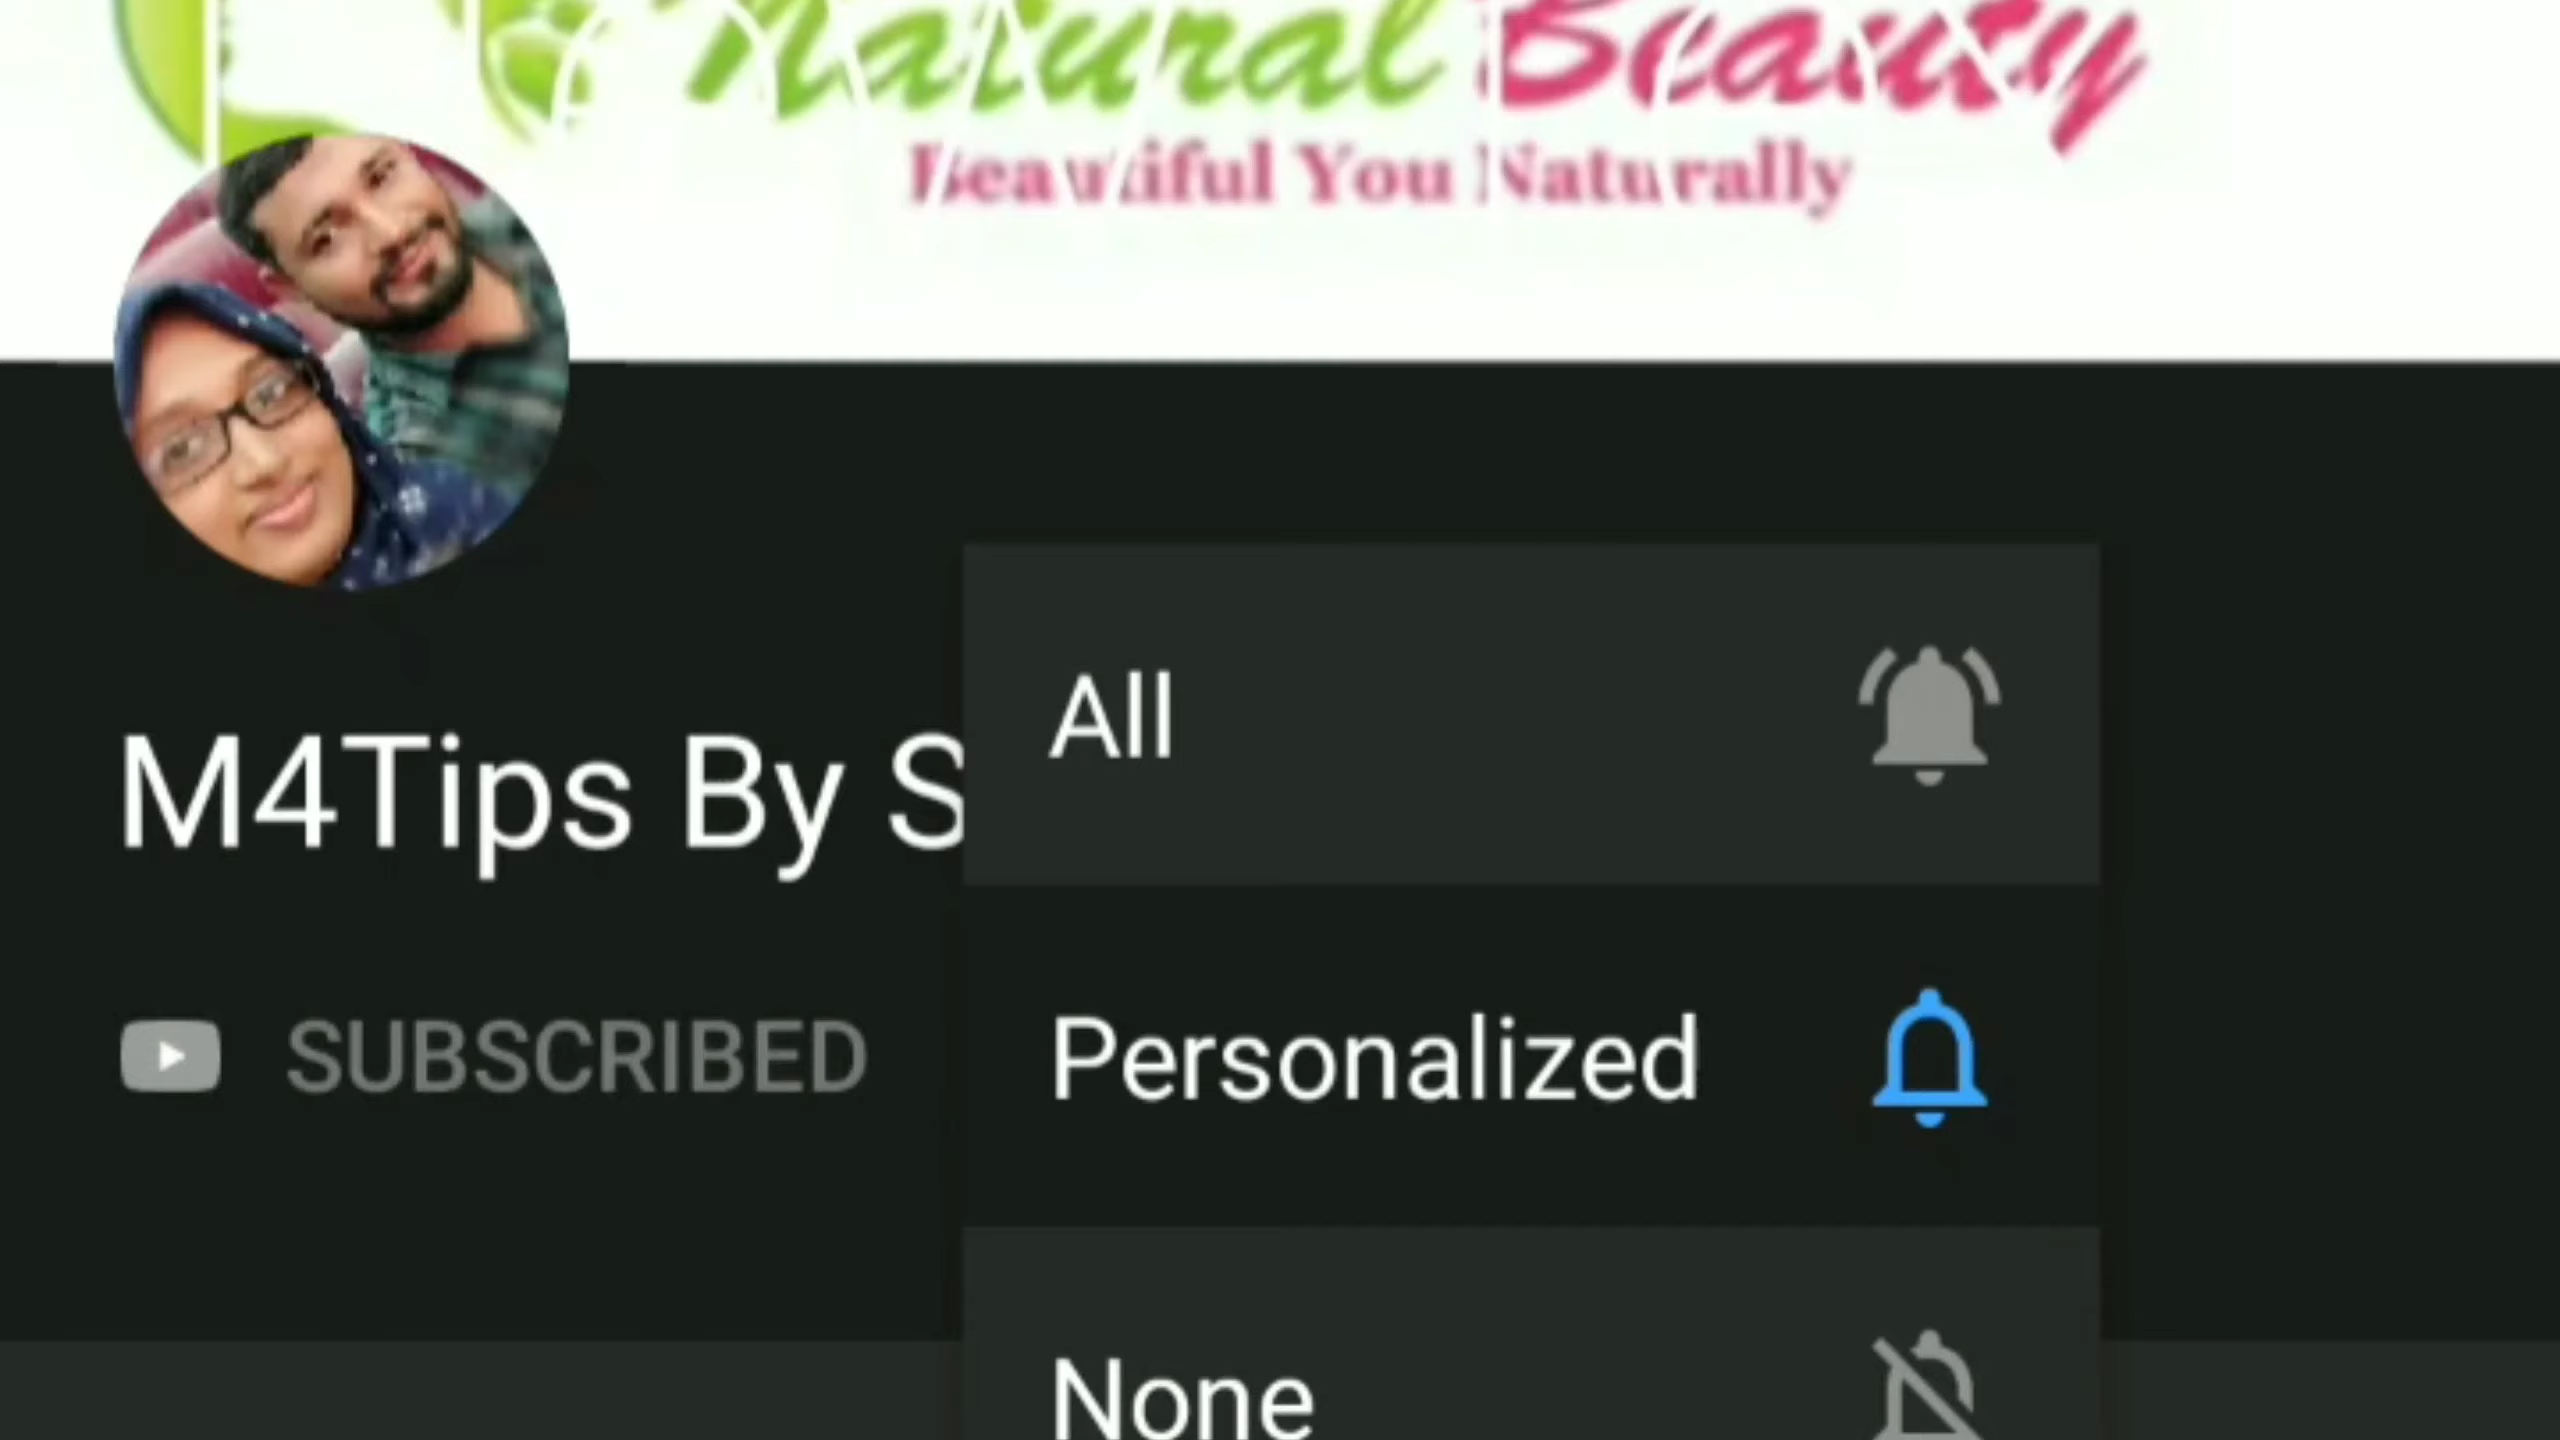 Natural Beauty
Beautiful You Naturally
M4Tips By S
All
SUBSCRIBED
Personalized
None